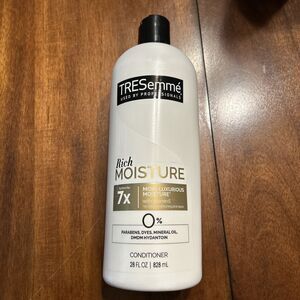 TRESemmé
USED BY PROFESSIONALS
Rich
MOISTURE
7x
MORE LUXURIOUS
MOISTURE
0%
PARABENS, DYES, MINERAL OIL,
DMDM HYDANTOIN
CONDITIONER
28 FL OZ | 828 mL